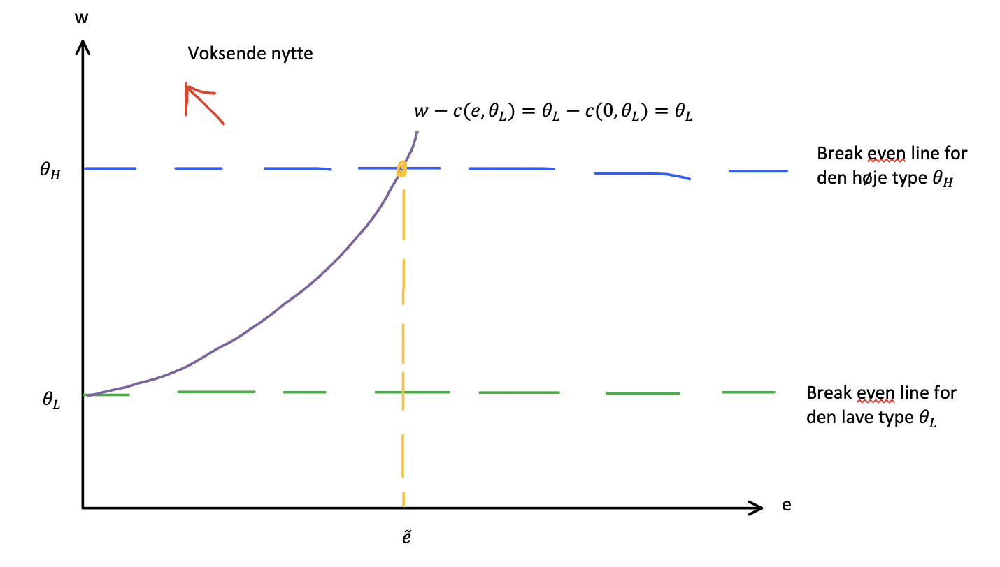 w
Voksende nytte
w − c(e, θ_L) = θ_L − c(0, θ_L) = θ_L
θ_H
Break even line for
den høje type θ_H
θ_L
Break even line for
den lave type θ_L
e
ẽ